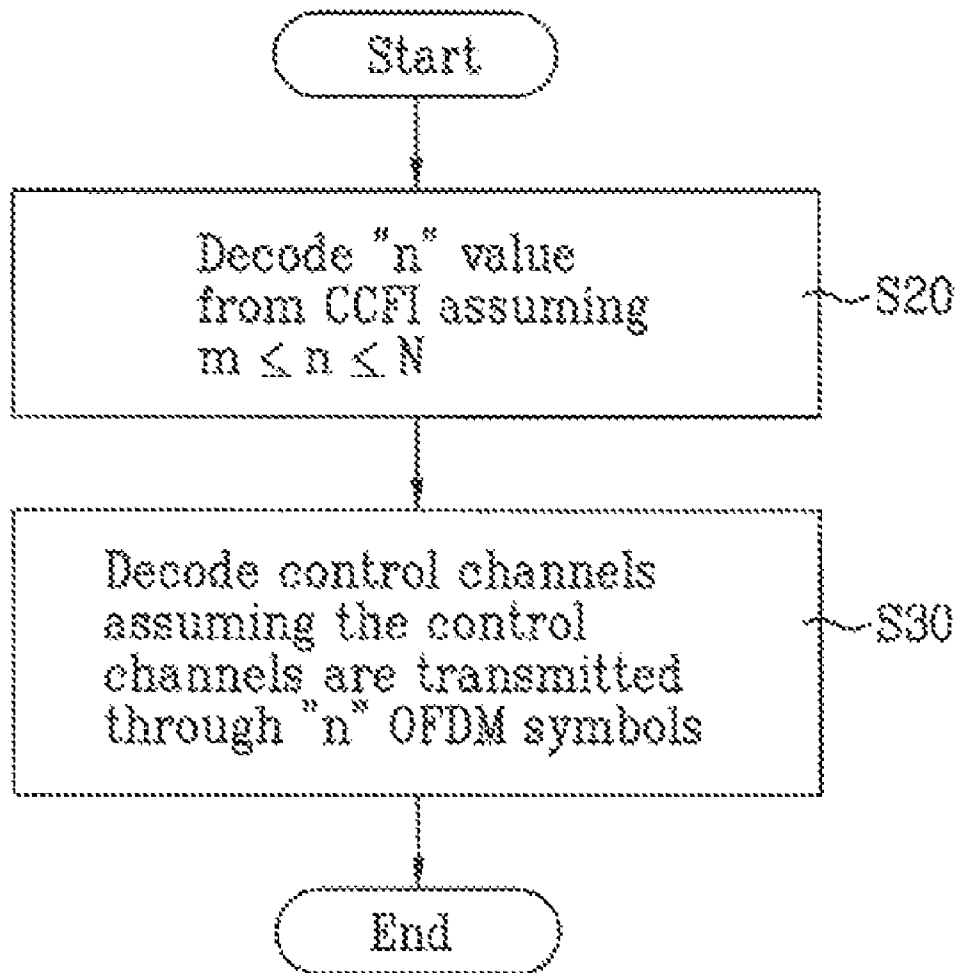 Start
Decode "n" value
from CCFI assuming
m ≤ n ≤ N
S20
Decode control channels
assuming the control
channels are transmitted
through "n" OFDM symbols
S30
End